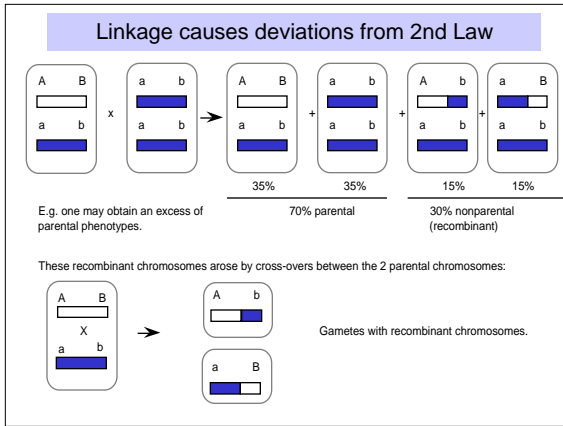 Linkage causes deviations from 2nd Law
A B
a b
A B
a b
A b
a B
x
+
+
+
a b
a b
a b
a b
a b
a b
35%
35%
15%
15%
E.g. one may obtain an excess of
parental phenotypes.
70% parental
30% nonparental
(recombinant)
These recombinant chromosomes arose by cross-overs between the 2 parental chromosomes:
A B
X
a b
A b
a B
Gametes with recombinant chromosomes.